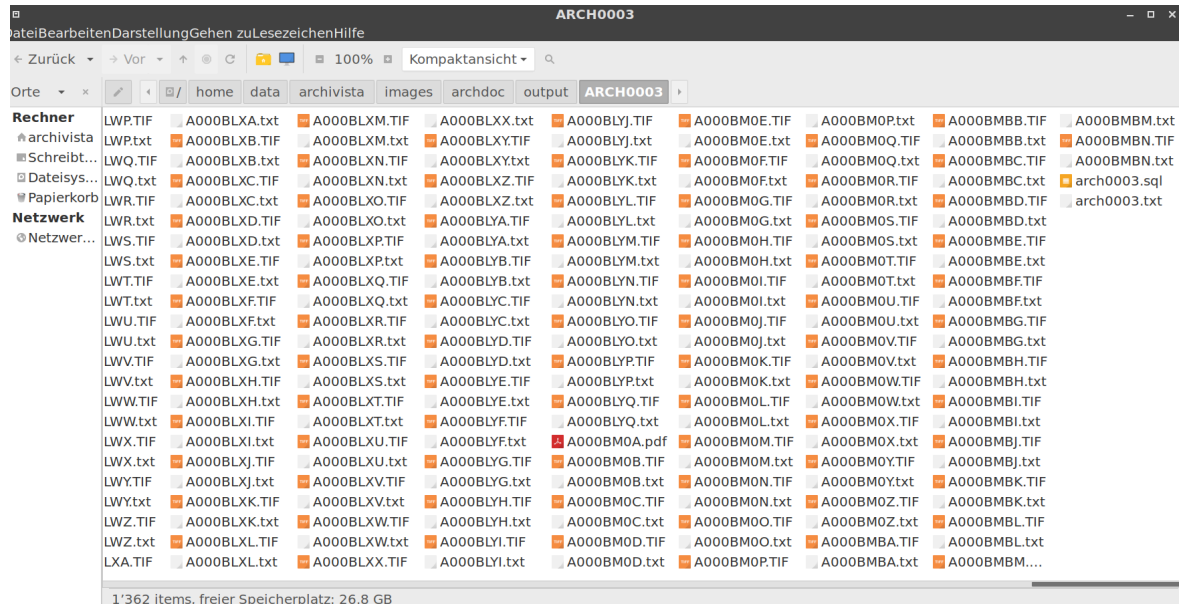 ARCH0003
DateiBearbeitenDarstellungGehen zuLesezeichenHilfe
Zurück Vor 100% Kompaktansicht
Orte / home data archivista images archdoc output ARCH0003
Rechner LWP.TIF A000BLXA.txt A000BLXM.TIF A000BLXX.txt A000BLYJ.TIF A000BM0E.TIF A000BM0P.txt A000BMBB.TIF A000BMBM.txt
archivista LWP.txt A000BLXB.TIF A000BLXM.txt A000BLXY.TIF A000BLYJ.txt A000BM0E.txt A000BM0Q.TIF A000BMBB.txt A000BMBN.TIF
Schreibt... LWQ.TIF A000BLXB.txt A000BLXN.TIF A000BLXY.txt A000BLYK.TIF A000BM0F.TIF A000BM0Q.txt A000BMBC.TIF A000BMBN.txt
Dateisys... LWQ.txt A000BLXC.TIF A000BLXN.txt A000BLXZ.TIF A000BLYK.txt A000BM0F.txt A000BM0R.TIF A000BMBC.txt arch0003.sql
Papierkorb LWR.TIF A000BLXC.txt A000BLXO.TIF A000BLXZ.txt A000BLYL.TIF A000BM0G.TIF A000BM0R.txt A000BMBD.TIF arch0003.txt
Netzwerk LWR.txt A000BLXD.TIF A000BLXO.txt A000BLYA.TIF A000BLYL.txt A000BM0G.txt A000BM0S.TIF A000BMBD.txt
Netzwer... LWS.TIF A000BLXD.txt A000BLXP.TIF A000BLYA.txt A000BLYM.TIF A000BM0H.TIF A000BM0S.txt A000BMBE.TIF
LWS.txt A000BLXE.TIF A000BLXP.txt A000BLYB.TIF A000BLYM.txt A000BM0H.txt A000BM0T.TIF A000BMBE.txt
LWT.TIF A000BLXE.txt A000BLXQ.TIF A000BLYB.txt A000BLYN.TIF A000BM0I.TIF A000BM0T.txt A000BMBF.TIF
LWT.txt A000BLXF.TIF A000BLXQ.txt A000BLYC.TIF A000BLYN.txt A000BM0I.txt A000BM0U.TIF A000BMBF.txt
LWU.TIF A000BLXF.txt A000BLXR.TIF A000BLYC.txt A000BLYO.TIF A000BM0J.TIF A000BM0U.txt A000BMBG.TIF
LWU.txt A000BLXG.TIF A000BLXR.txt A000BLYD.TIF A000BLYO.txt A000BM0J.txt A000BM0V.TIF A000BMBG.txt
LWV.TIF A000BLXG.txt A000BLXS.TIF A000BLYD.txt A000BLYP.TIF A000BM0K.TIF A000BM0V.txt A000BMBH.TIF
LWV.txt A000BLXH.TIF A000BLXS.txt A000BLYE.TIF A000BLYP.txt A000BM0K.txt A000BM0W.TIF A000BMBH.txt
LWW.TIF A000BLXH.txt A000BLXT.TIF A000BLYE.txt A000BLYQ.TIF A000BM0L.TIF A000BM0W.txt A000BMBI.TIF
LWW.txt A000BLXI.TIF A000BLXT.txt A000BLYF.TIF A000BLYQ.txt A000BM0L.txt A000BM0X.TIF A000BMBI.txt
LWX.TIF A000BLXI.txt A000BLXU.TIF A000BLYF.txt A000BM0A.pdf A000BM0M.TIF A000BM0X.txt A000BMBJ.TIF
LWX.txt A000BLXJ.TIF A000BLXU.txt A000BLYG.TIF A000BM0B.TIF A000BM0M.txt A000BM0Y.TIF A000BMBJ.txt
LWY.TIF A000BLXJ.txt A000BLXV.TIF A000BLYG.txt A000BM0B.txt A000BM0N.TIF A000BM0Y.txt A000BMBK.TIF
LWY.txt A000BLXK.TIF A000BLXV.txt A000BLYH.TIF A000BM0C.TIF A000BM0N.txt A000BM0Z.TIF A000BMBK.txt
LWZ.TIF A000BLXK.txt A000BLXW.TIF A000BLYH.txt A000BM0C.txt A000BM0O.TIF A000BM0Z.txt A000BMBL.TIF
LWZ.txt A000BLXL.TIF A000BLXW.txt A000BLYI.TIF A000BM0D.TIF A000BM0O.txt A000BMBA.TIF A000BMBL.txt
LXA.TIF A000BLXL.txt A000BLXX.TIF A000BLYI.txt A000BM0D.txt A000BM0P.TIF A000BMBA.txt A000BMBM....
1'362 items, freier Speicherplatz: 26.8 GB